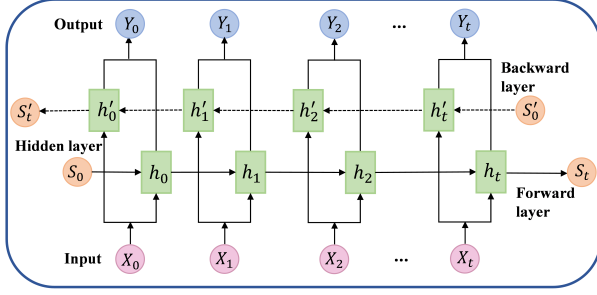 Output Y₀ Y₁ Y₂ ... Yₜ
Backward
layer
S′ₜ h′₀ h′₁ h′₂ h′ₜ S′₀
Hidden layer
S₀ h₀ h₁ h₂ hₜ Sₜ
Forward
layer
Input X₀ X₁ X₂ ... Xₜ